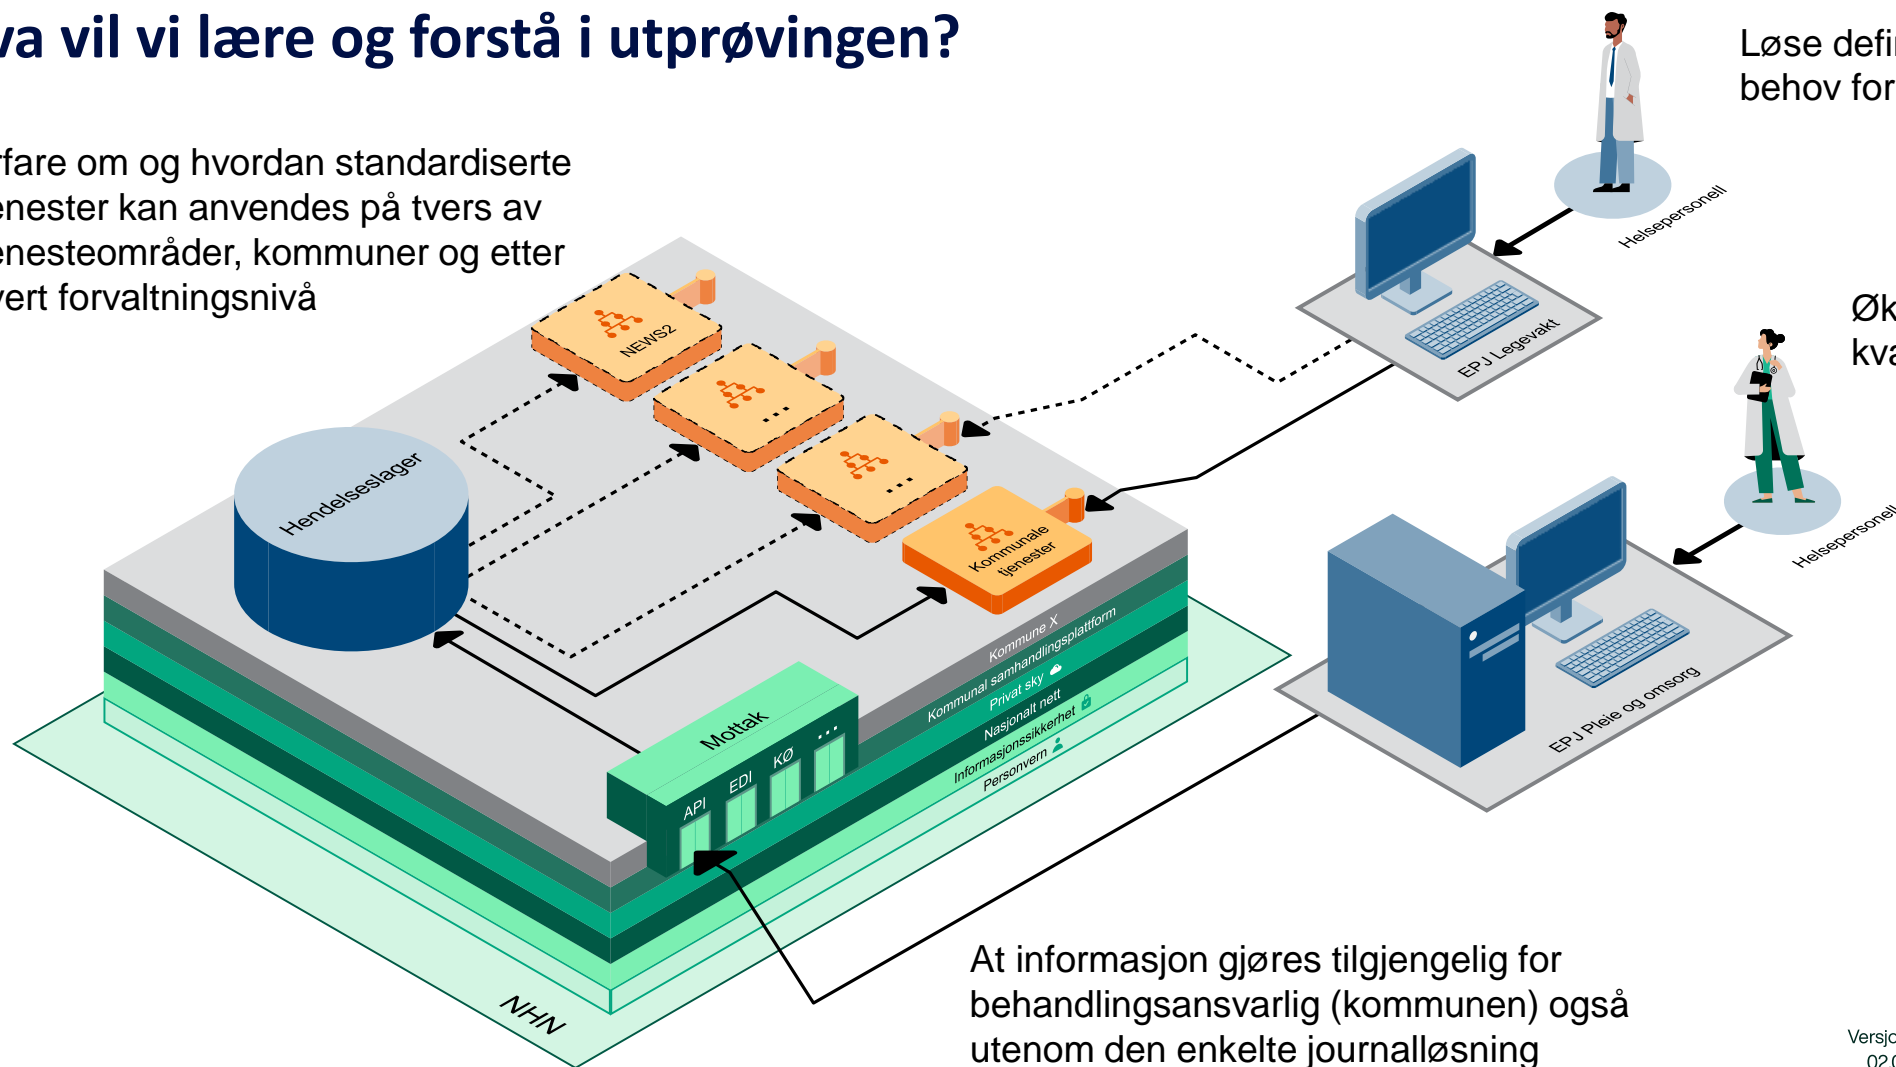 va vil vi lære og forstå i utprøvingen?
Løse defin
behov for
rfare om og hvordan standardiserte
enester kan anvendes på tvers av
enesteområder, kommuner og etter
vert forvaltningsnivå
Helsepersonell
Øk
kva
NEWS2
...
...
EPJ Legevakt
Hendelseslager
Kommunale
tjenester
Helsepersonell
Kommune X
Kommunal samhandlingsplattform
Privat sky
Nasjonalt nett
Informasjonssikkerhet
Personvern
Mottak
API
EDI
KØ
...
EPJ Pleie og omsorg
NHN
At informasjon gjøres tilgjengelig for
behandlingsansvarlig (kommunen) også
utenom den enkelte journalløsning
Versjo
02.0